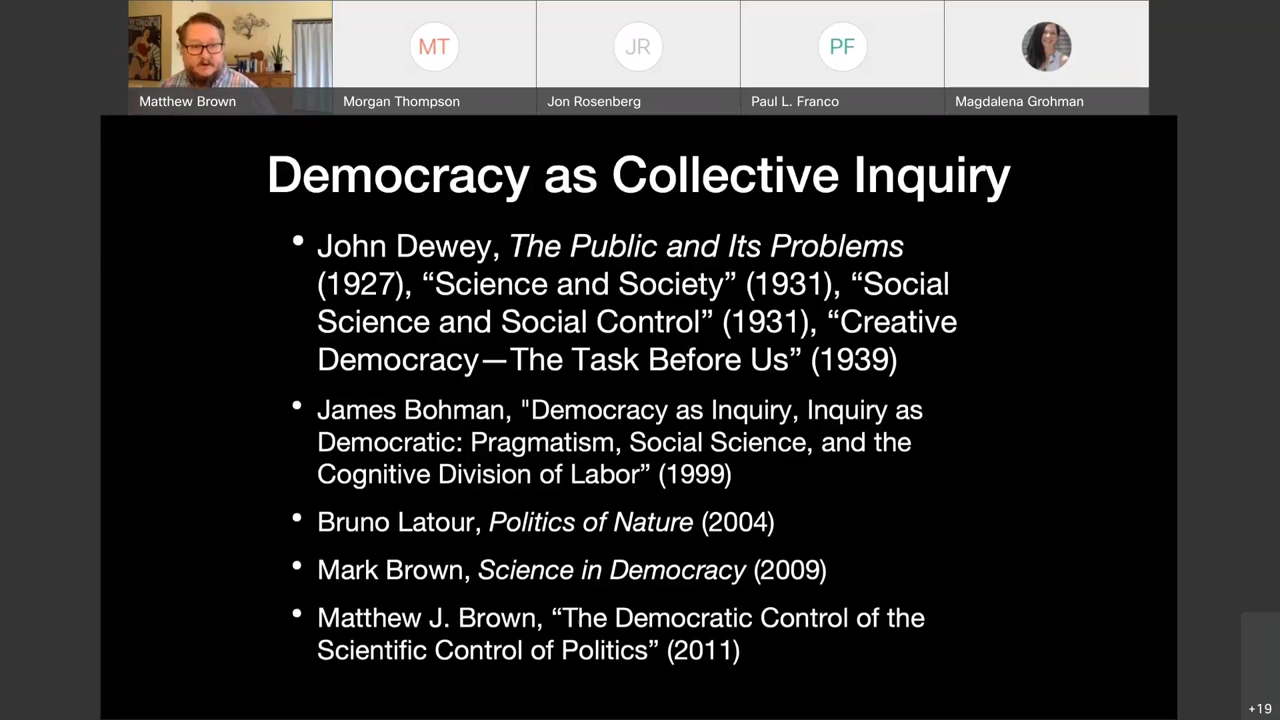 MT
JR
PF
Matthew Brown
Morgan Thompson
Jon Rosenberg
Paul L. Franco
Magdalena Grohman
Democracy as Collective Inquiry
• John Dewey, The Public and Its Problems
(1927), “Science and Society” (1931), “Social
Science and Social Control” (1931), “Creative
Democracy—The Task Before Us” (1939)
• James Bohman, "Democracy as Inquiry, Inquiry as
Democratic: Pragmatism, Social Science, and the
Cognitive Division of Labor” (1999)
• Bruno Latour, Politics of Nature (2004)
• Mark Brown, Science in Democracy (2009)
• Matthew J. Brown, “The Democratic Control of the
Scientific Control of Politics” (2011)
+19